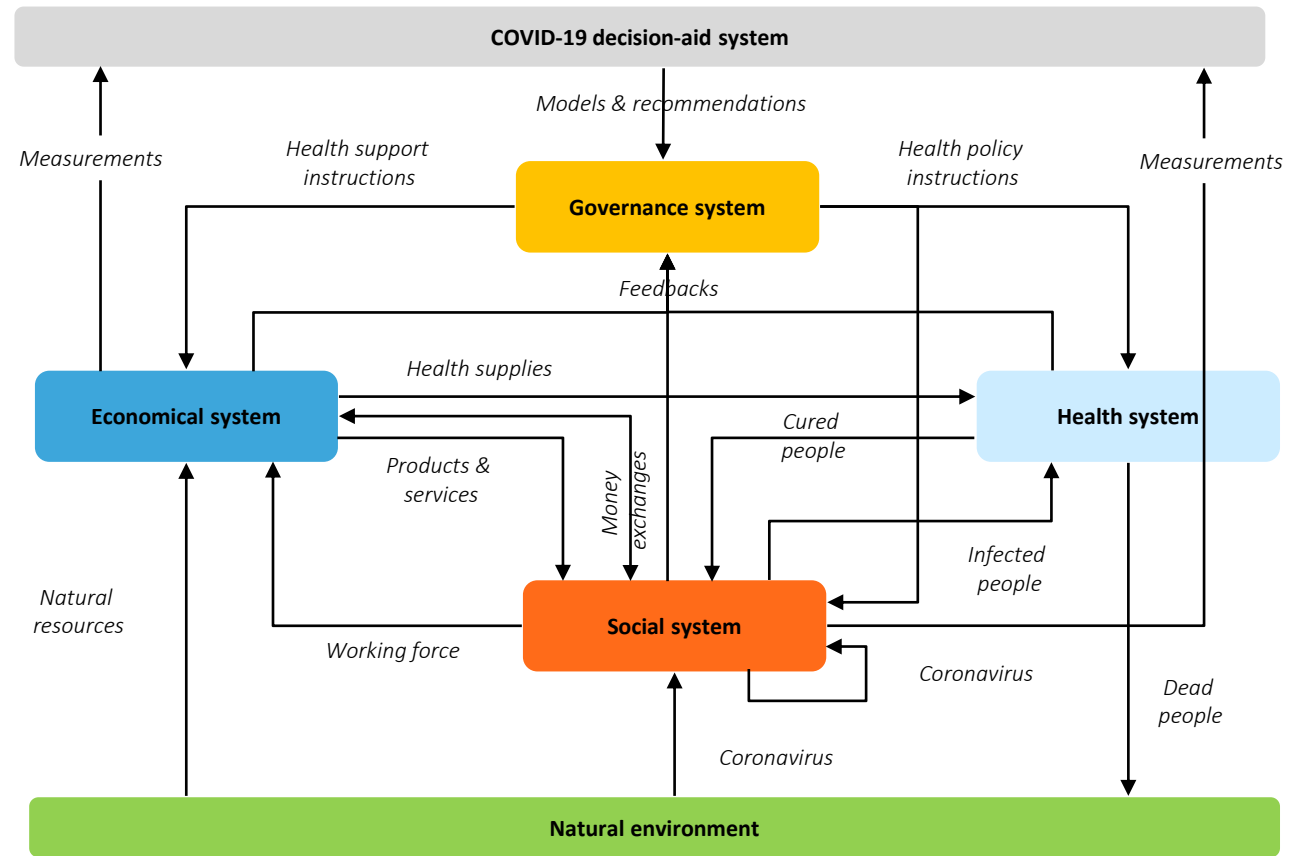 COVID-19 decision-aid system
Models & recommendations
Measurements
Health support
instructions
Health policy
instructions
Measurements
Governance system
Feedbacks
Health supplies
Economical system
Cured
people
Health system
Products &
services
Money
exchanges
Infected
people
Natural
resources
Working force
Social system
Coronavirus
Dead
people
Coronavirus
Natural environment